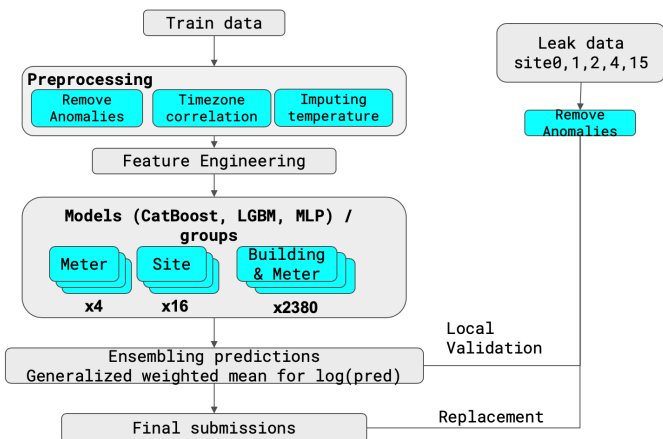 Train data
Preprocessing
Remove
Anomalies
Timezone
correlation
Imputing
temperature
Feature Engineering
Models (CatBoost, LGBM, MLP) /
groups
Meter
Site
Building
& Meter
x4
x16
x2380
Ensembling predictions
Generalized weighted mean for log(pred)
Final submissions
Leak data
site0,1,2,4,15
Remove
Anomalies
Local
Validation
Replacement